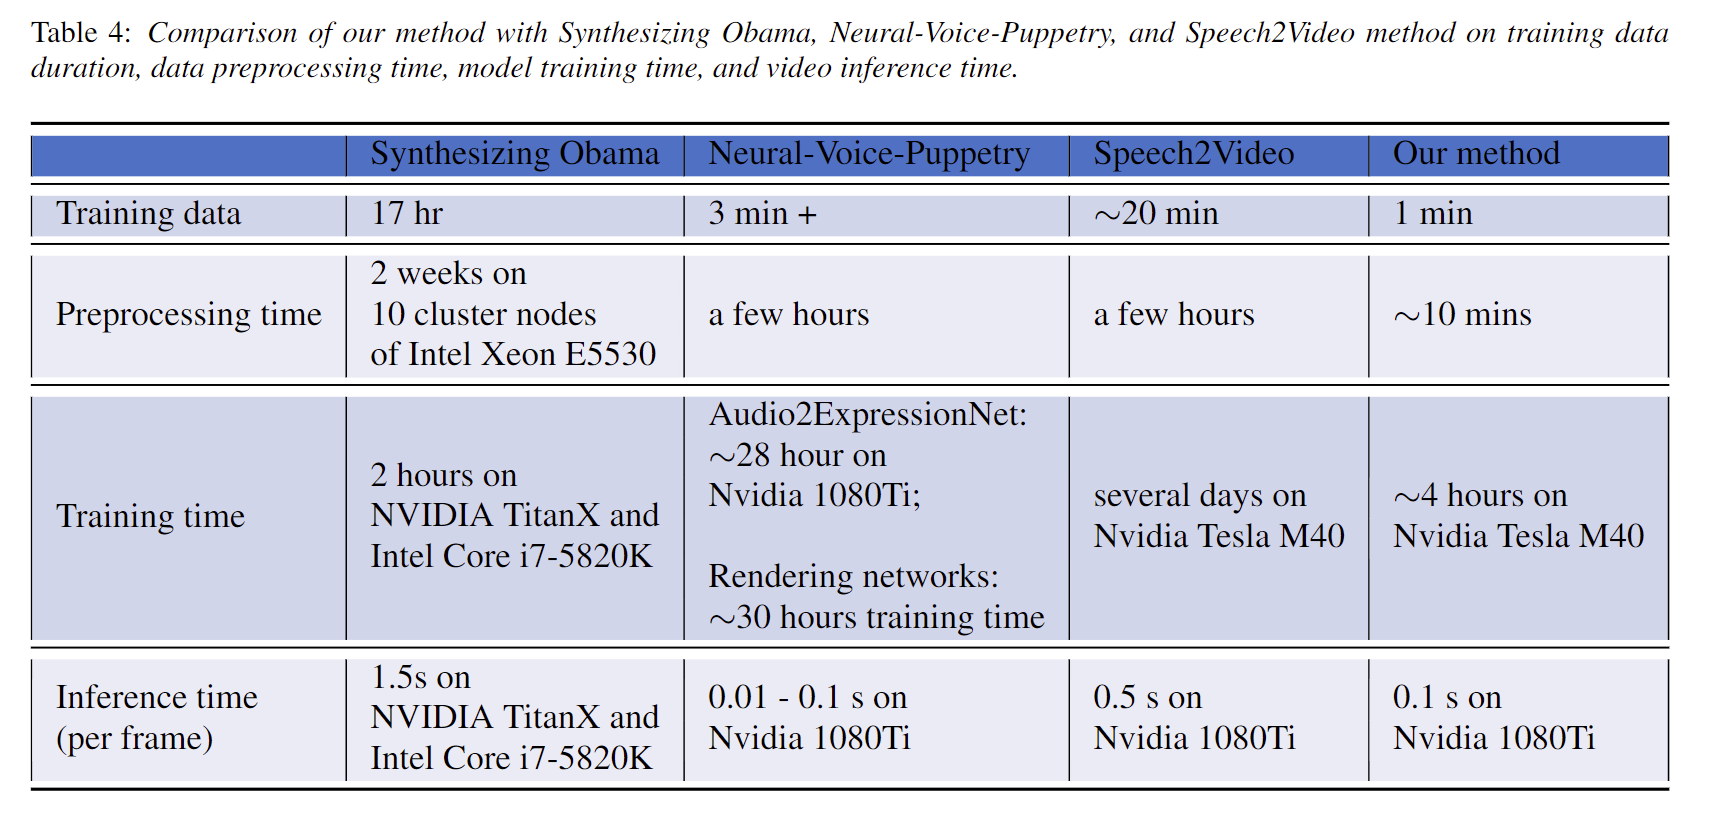 Table 4: Comparison of our method with Synthesizing Obama, Neural-Voice-Puppetry, and Speech2Video method on training data
duration, data preprocessing time, model training time, and video inference time.
Synthesizing Obama Neural-Voice-Puppetry Speech2Video Our method
Training data 17 hr 3 min + ~20 min 1 min
Preprocessing time
2 weeks on
10 cluster nodes
of Intel Xeon E5530
a few hours
a few hours
~10 mins
Training time
2 hours on
NVIDIA TitanX and
Intel Core i7-5820K
Audio2ExpressionNet:
~28 hour on
Nvidia 1080Ti;
Rendering networks:
~30 hours training time
several days on
Nvidia Tesla M40
~4 hours on
Nvidia Tesla M40
Inference time
(per frame)
1.5s on
NVIDIA TitanX and
Intel Core i7-5820K
0.01 - 0.1 s on
Nvidia 1080Ti
0.5 s on
Nvidia 1080Ti
0.1 s on
Nvidia 1080Ti